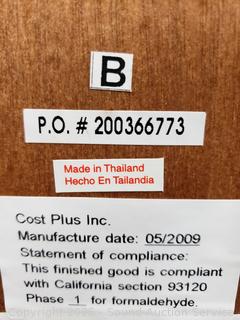 B
P.O. # 200366773
Made in Thailand
Hecho En Tailandia
Cost Plus Inc.
Manufacture date: 05/2009
Statement of compliance:
This finished good is compliant
with California section 93120
Phase 1 for formaldehyde.